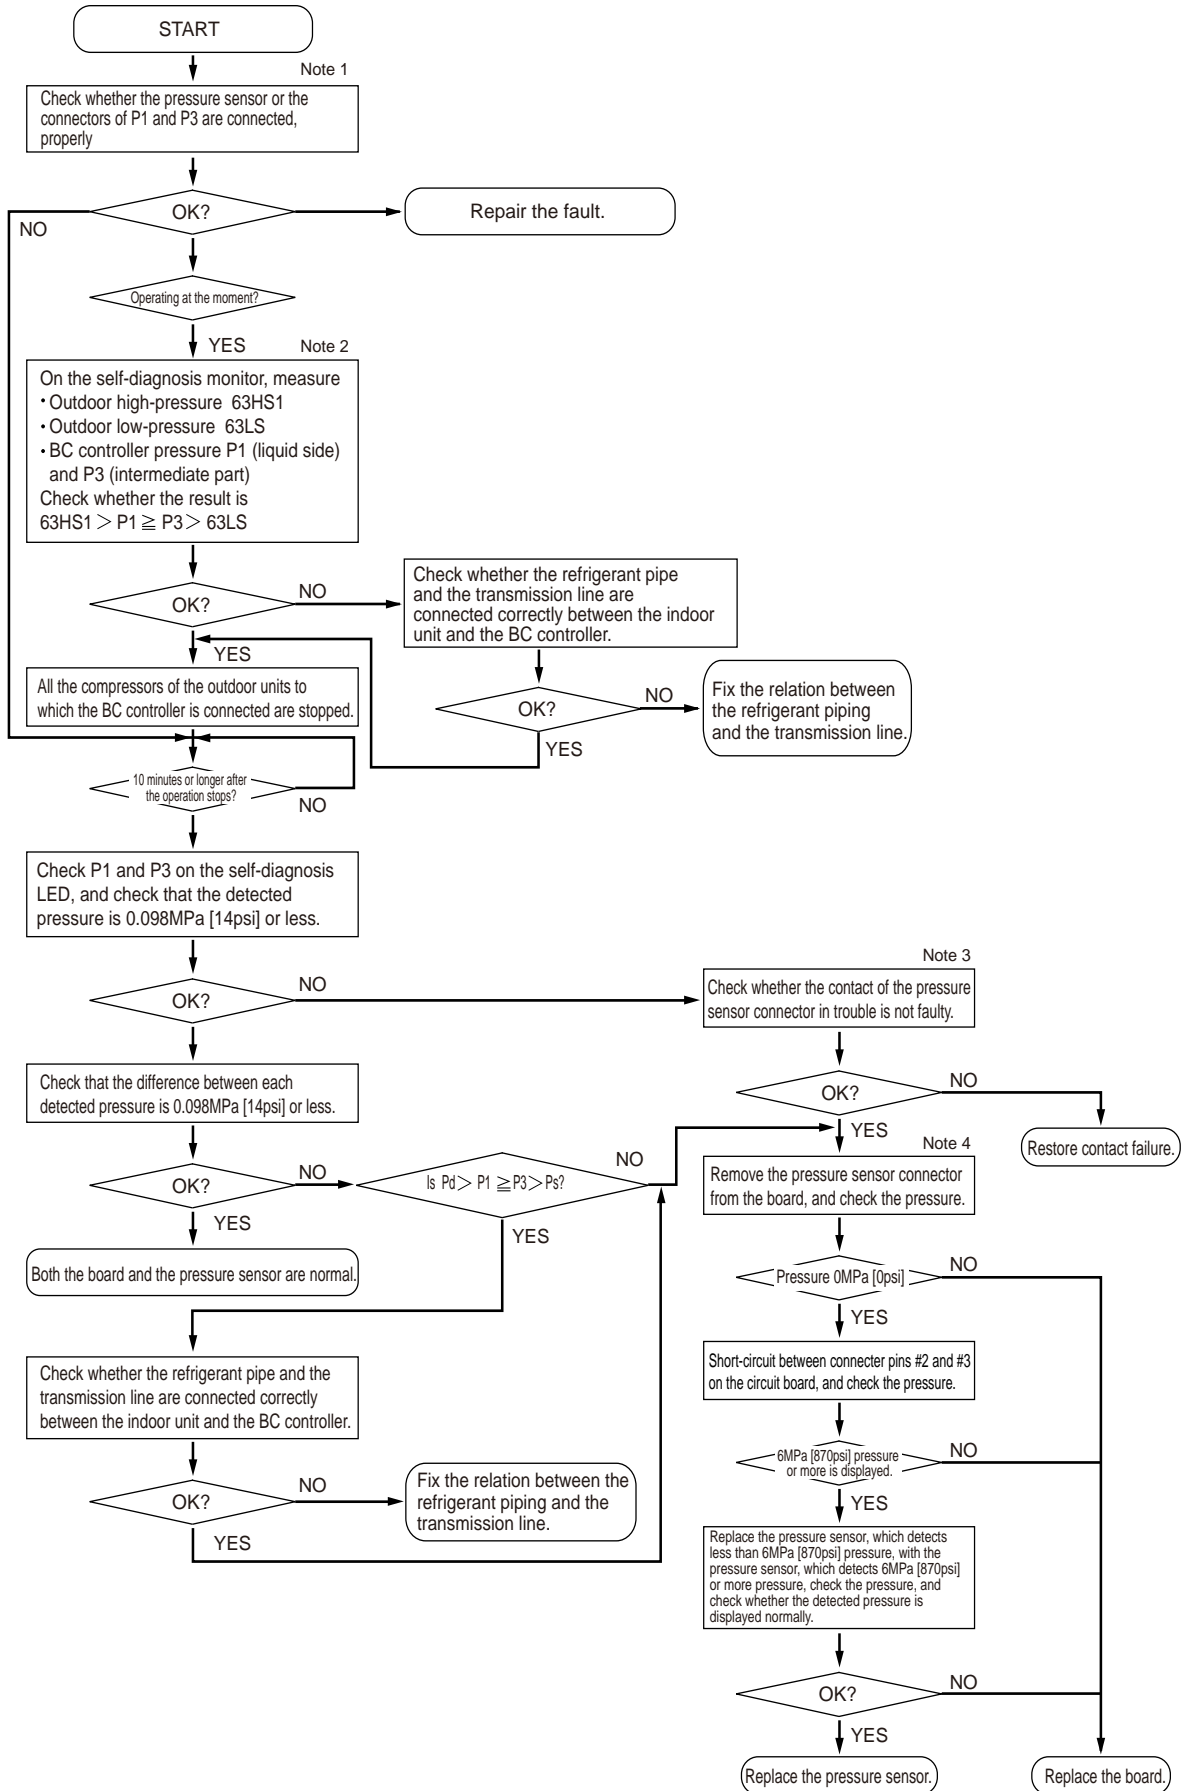 START
Note 1
Check whether the pressure sensor or the
connectors of P1 and P3 are connected,
properly
OK?
Repair the fault.
NO
Operating at the moment?
YES
Note 2
On the self-diagnosis monitor, measure
• Outdoor high-pressure 63HS1
• Outdoor low-pressure 63LS
• BC controller pressure P1 (liquid side)
and P3 (intermediate part)
Check whether the result is
63HS1＞P1≧P3＞63LS
OK?
NO
Check whether the refrigerant pipe
and the transmission line are
connected correctly between the indoor
unit and the BC controller.
YES
All the compressors of the outdoor units to
which the BC controller is connected are stopped.
OK?
NO
Fix the relation between
the refrigerant piping
and the transmission line.
YES
10 minutes or longer after
the operation stops?
NO
Check P1 and P3 on the self-diagnosis
LED, and check that the detected
pressure is 0.098MPa [14psi] or less.
OK?
NO
Note 3
Check whether the contact of the pressure
sensor connector in trouble is not faulty.
Check that the difference between each
detected pressure is 0.098MPa [14psi] or less.
OK?
NO
Restore contact failure.
YES
OK?
NO
Is Pd＞P1≧P3＞Ps?
NO
Note 4
Remove the pressure sensor connector
from the board, and check the pressure.
YES
YES
Both the board and the pressure sensor are normal.
Pressure 0MPa [0psi]
NO
YES
Check whether the refrigerant pipe and the
transmission line are connected correctly
between the indoor unit and the BC controller.
Short-circuit between connecter pins #2 and #3
on the circuit board, and check the pressure.
6MPa [870psi] pressure
or more is displayed.
NO
YES
OK?
NO
Fix the relation between the
refrigerant piping and the
transmission line.
YES
Replace the pressure sensor, which detects
less than 6MPa [870psi] pressure, with the
pressure sensor, which detects 6MPa [870psi]
or more pressure, check the pressure, and
check whether the detected pressure is
displayed normally.
OK?
NO
YES
Replace the pressure sensor.
Replace the board.